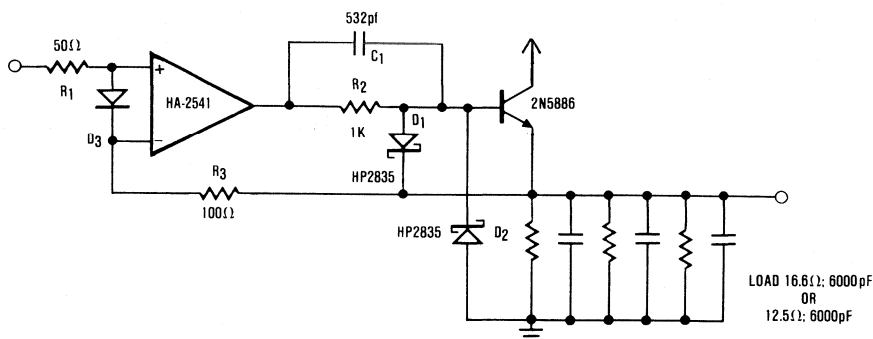 532pf
C1
50Ω
R1
+
HA-2541
−
D3
R2
1K
D1
HP2835
2N5886
R3
100Ω
HP2835
D2
LOAD 16.6Ω; 6000pF
OR
12.5Ω; 6000pF